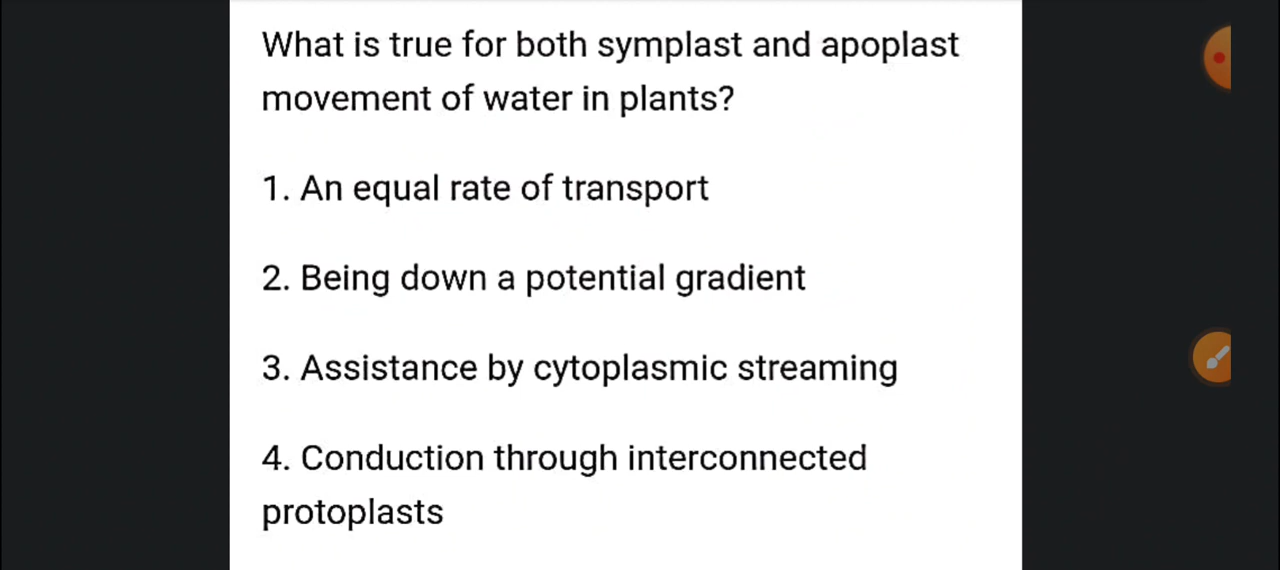 What is true for both symplast and apoplast
movement of water in plants?
1. An equal rate of transport
2. Being down a potential gradient
3. Assistance by cytoplasmic streaming
4. Conduction through interconnected
protoplasts